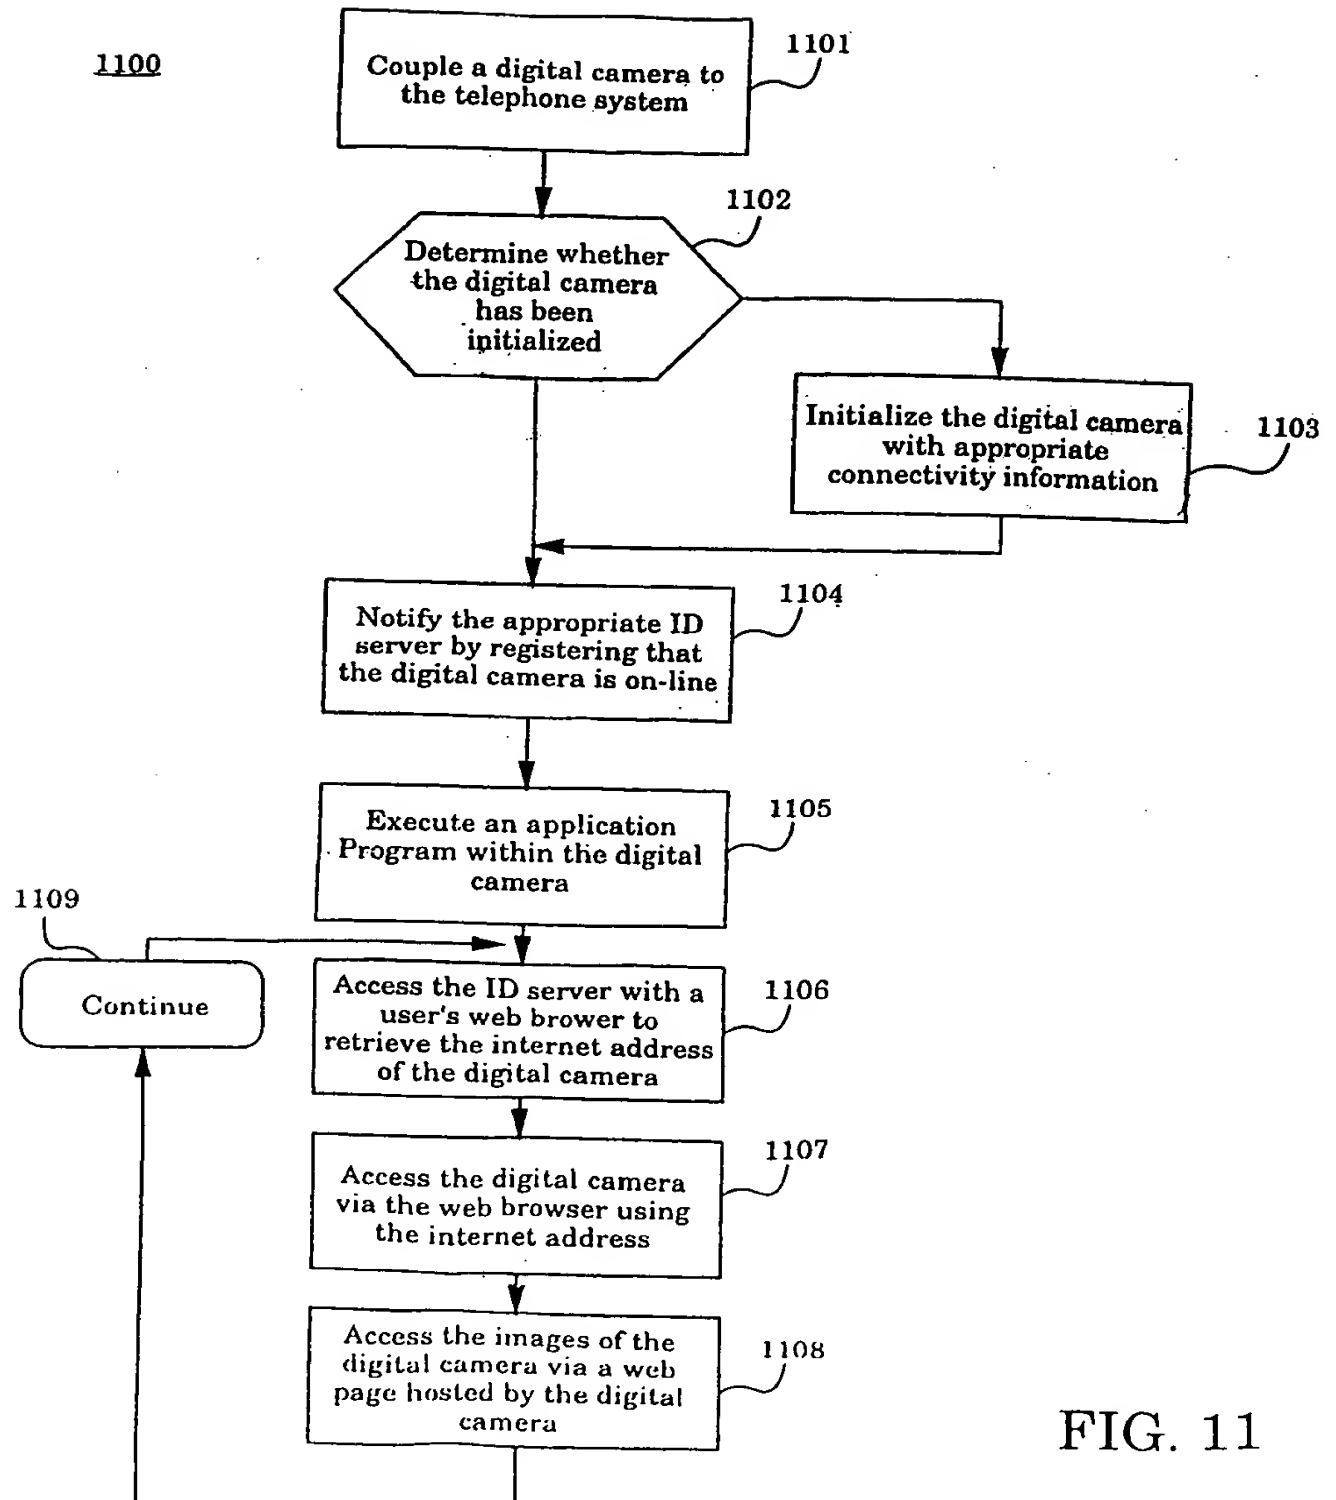 1100
1101
Couple a digital camera to
the telephone system
1102
Determine whether
the digital camera
has been
initialized
Initialize the digital camera
with appropriate
connectivity information
1103
1104
Notify the appropriate ID
server by registering that
the digital camera is on-line
1105
Execute an application
Program within the digital
camera
1109
Continue
1106
Access the ID server with a
user's web brower to
retrieve the internet address
of the digital camera
1107
Access the digital camera
via the web browser using
the internet address
1108
Access the images of the
digital camera via a web
page hosted by the digital
camera
FIG. 11